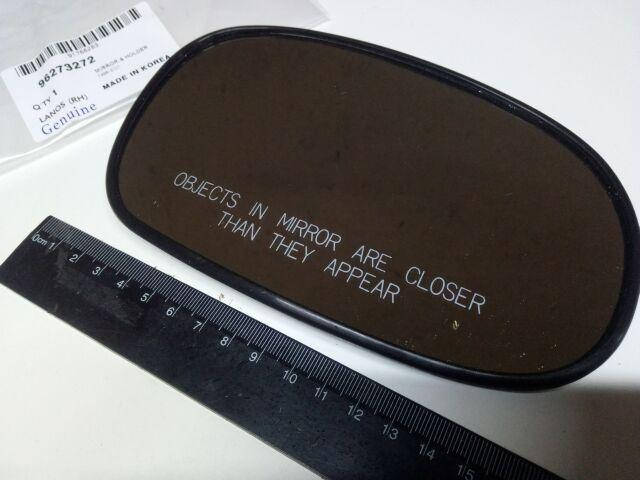 91768283
96273272
MIRROR & HOLDER
Q TY 1
MADE IN KOREA
LANOS (RH)
Genuine
OBJECTS IN MIRROR ARE CLOSER
THAN THEY APPEAR
0cm 1 2 3 4 5 6 7 8 9 10 11 12 13 14 15